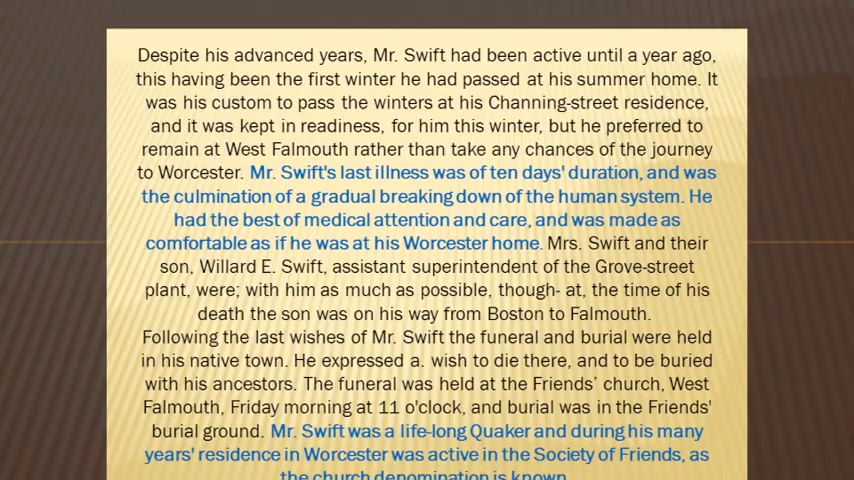 Despite his advanced years, Mr. Swift had been active until a year ago,
this having been the first winter he had passed at his summer home. It
was his custom to pass the winters at his Channing-street residence,
and it was kept in readiness, for him this winter, but he preferred to
remain at West Falmouth rather than take any chances of the journey
to Worcester. Mr. Swift's last illness was of ten days' duration, and was
the culmination of a gradual breaking down of the human system. He
had the best of medical attention and care, and was made as
comfortable as if he was at his Worcester home. Mrs. Swift and their
son, Willard E. Swift, assistant superintendent of the Grove-street
plant, were; with him as much as possible, though- at, the time of his
death the son was on his way from Boston to Falmouth.
Following the last wishes of Mr. Swift the funeral and burial were held
in his native town. He expressed a. wish to die there, and to be buried
with his ancestors. The funeral was held at the Friends’ church, West
Falmouth, Friday morning at 11 o'clock, and burial was in the Friends'
burial ground. Mr. Swift was a life-long Quaker and during his many
years' residence in Worcester was active in the Society of Friends, as
the church denomination is known.